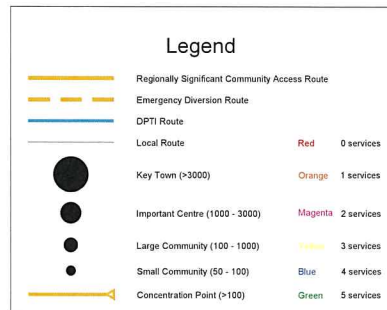 Legend
Regionally Significant Community Access Route
Emergency Diversion Route
DPTI Route
Local Route Red 0 services
Key Town (>3000) Orange 1 services
Important Centre (1000 - 3000) Magenta 2 services
Large Community (100 - 1000) Yellow 3 services
Small Community (50 - 100) Blue 4 services
Concentration Point (>100) Green 5 services